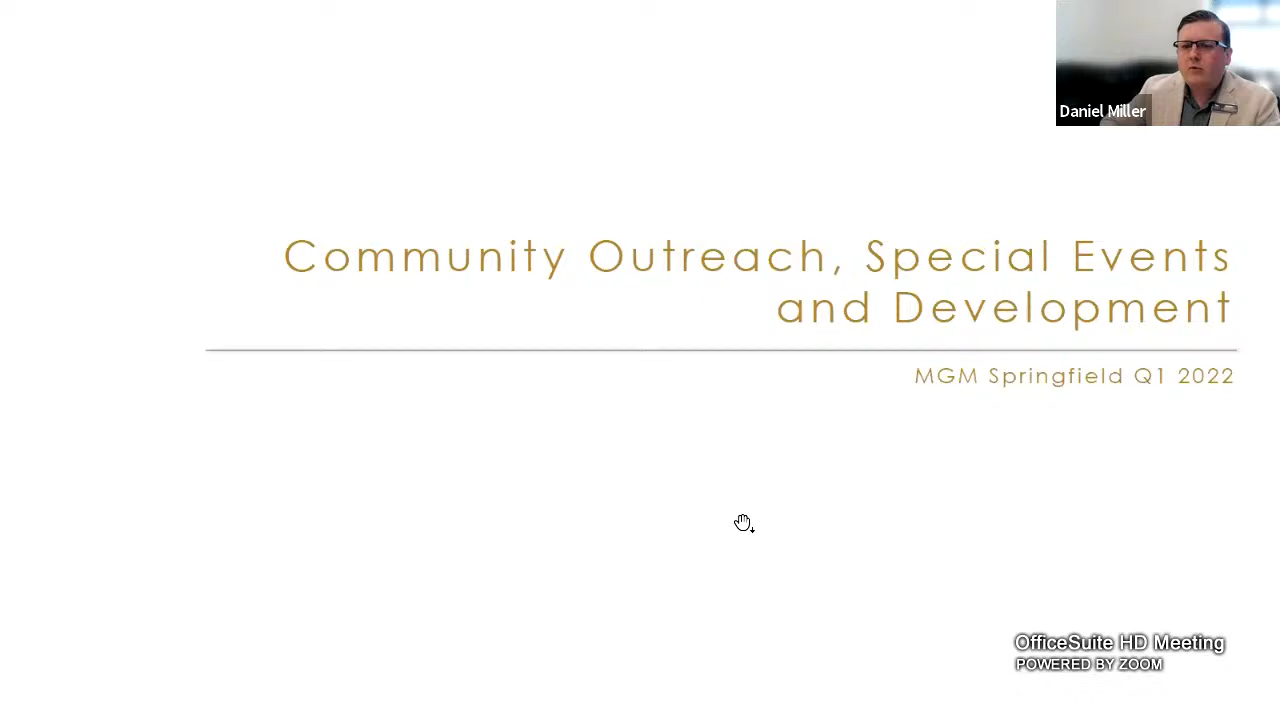 Daniel Miller
Community Outreach, Special Events
and Development
MGM Springfield Q1 2022
OfficeSuite HD Meeting
POWERED BY ZOOM